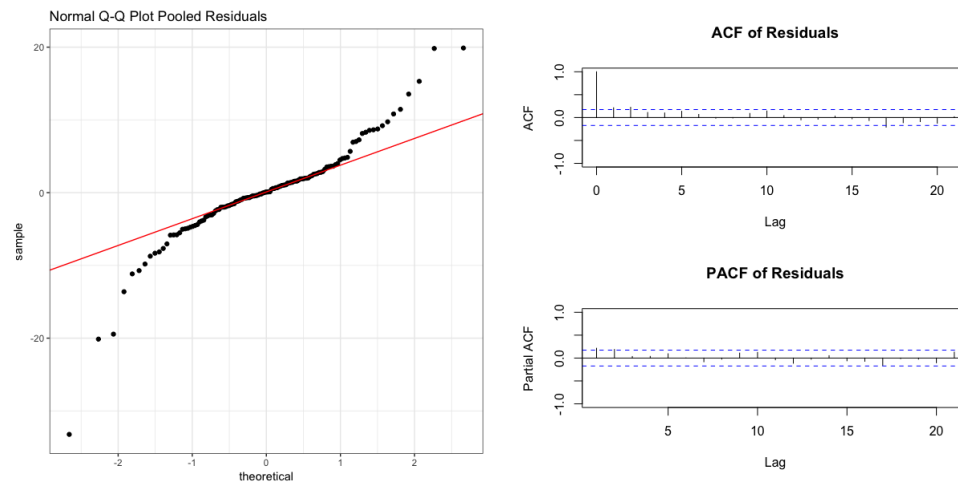 Normal Q-Q Plot Pooled Residuals
20
0
-20
-2
-1
0
1
2
theoretical
sample
ACF of Residuals
1.0
0.0
-1.0
ACF
0
5
10
15
20
Lag
PACF of Residuals
1.0
0.0
-1.0
Partial ACF
5
10
15
20
Lag